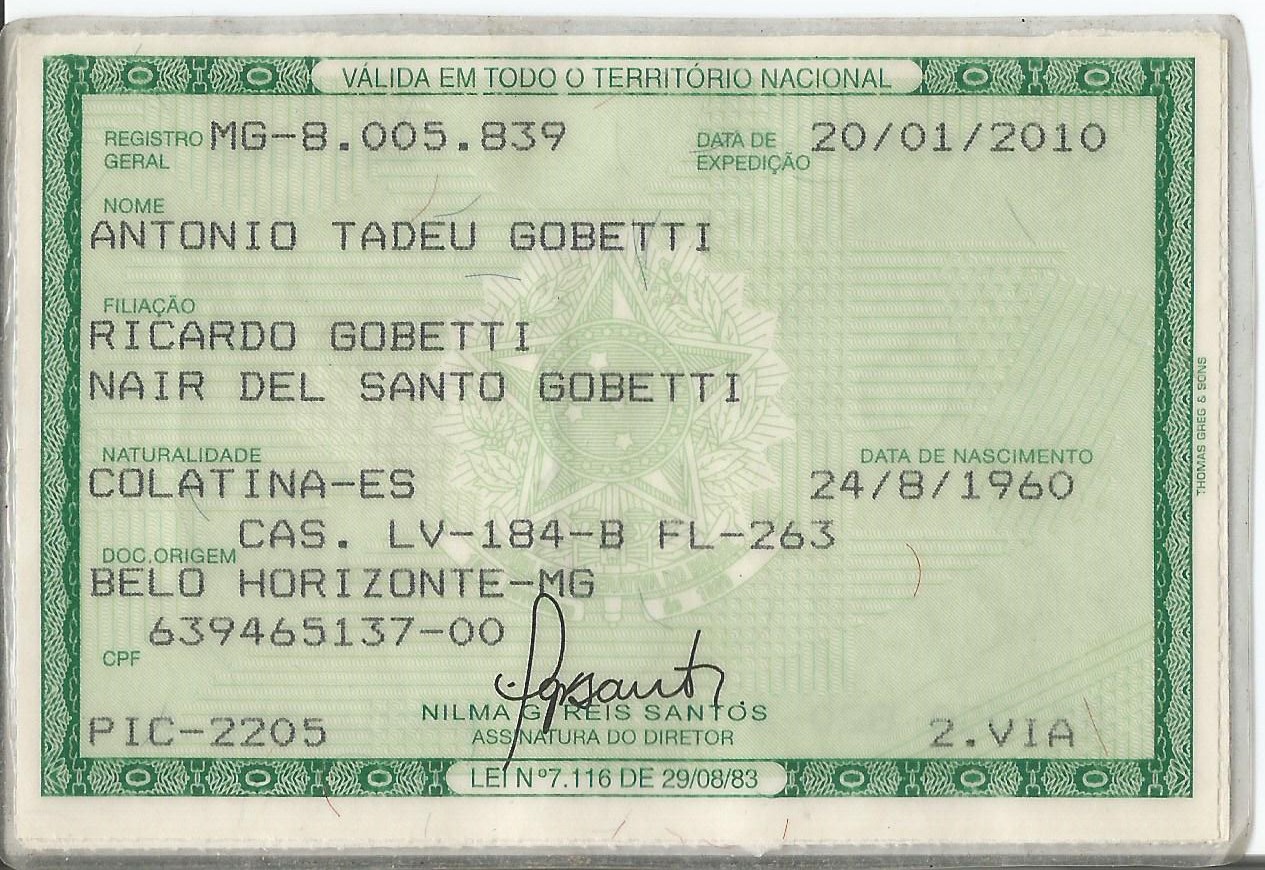 VÁLIDA EM TODO O TERRITÓRIO NACIONAL
REGISTRO GERAL MG-8.005.839 DATA DE EXPEDIÇÃO 20/01/2010
NOME
ANTONIO TADEU GOBETTI
FILIAÇÃO
RICARDO GOBETTI
NAIR DEL SANTO GOBETTI
NATURALIDADE DATA DE NASCIMENTO
COLATINA-ES 24/8/1960
DOC.ORIGEM CAS. LV-184-B FL-263
BELO HORIZONTE-MG
CPF 639465137-00
NILMA G. REIS SANTOS
PIC-2205 ASSINATURA DO DIRETOR 2.VIA
LEI Nº7.116 DE 29/08/83
THOMAS GREG & SONS